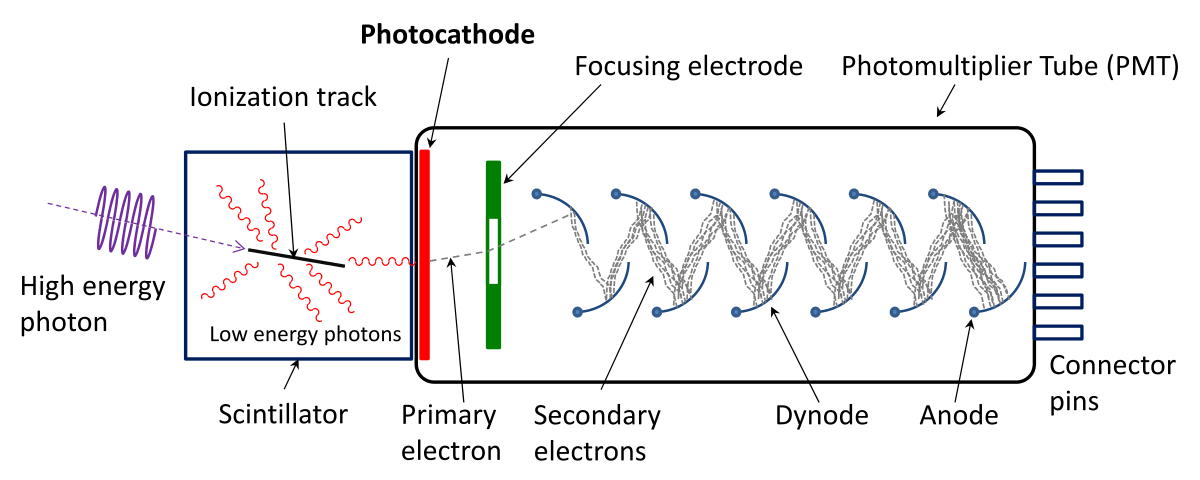 Photocathode
Focusing electrode
Photomultiplier Tube (PMT)
Ionization track
High energy
photon
Low energy photons
Connector
pins
Scintillator
Primary
electron
Secondary
electrons
Dynode
Anode